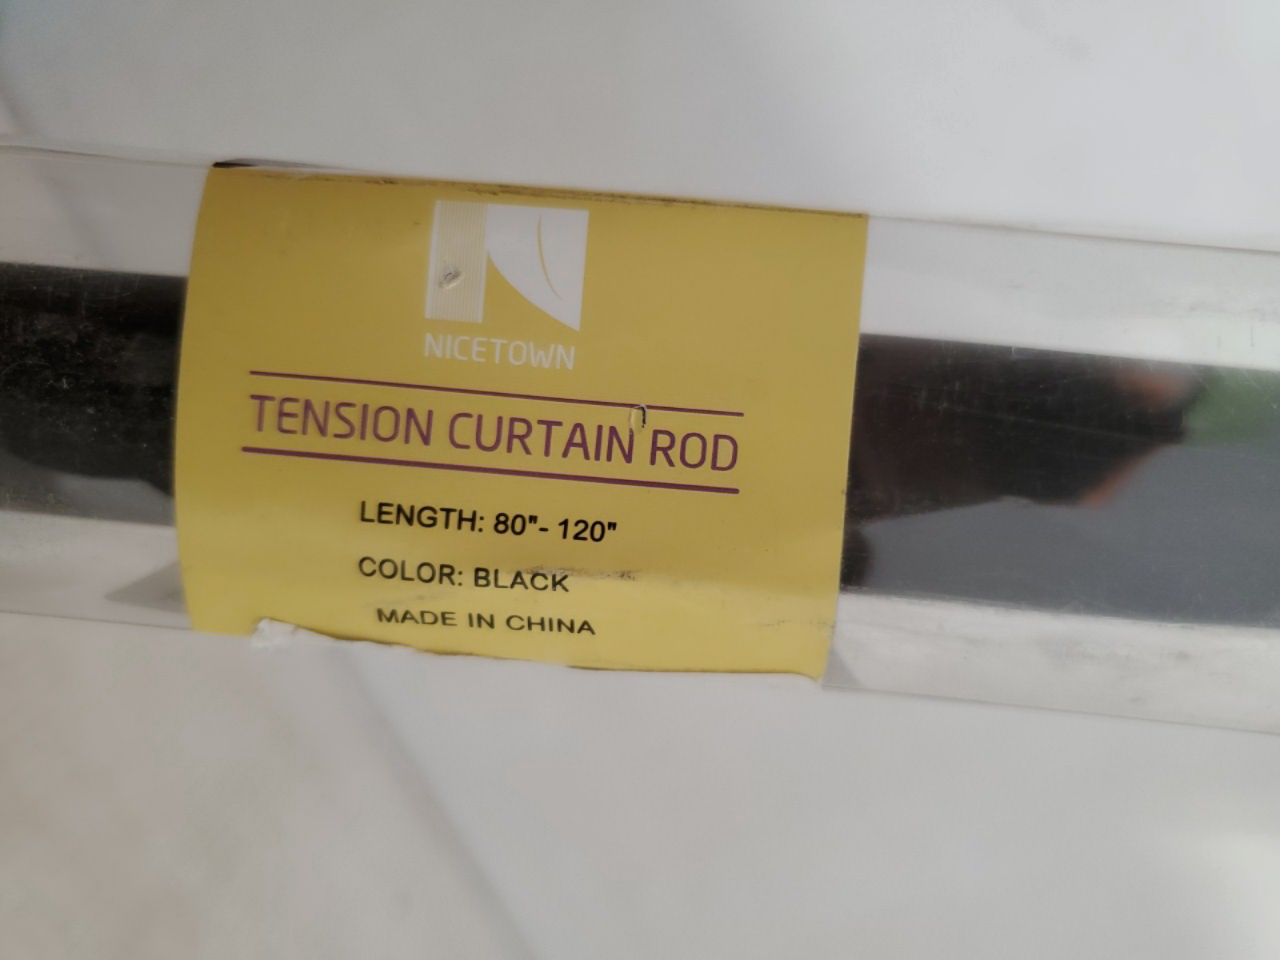 NICETOWN
TENSION CURTAIN ROD
LENGTH: 80"- 120"
COLOR: BLACK
MADE IN CHINA